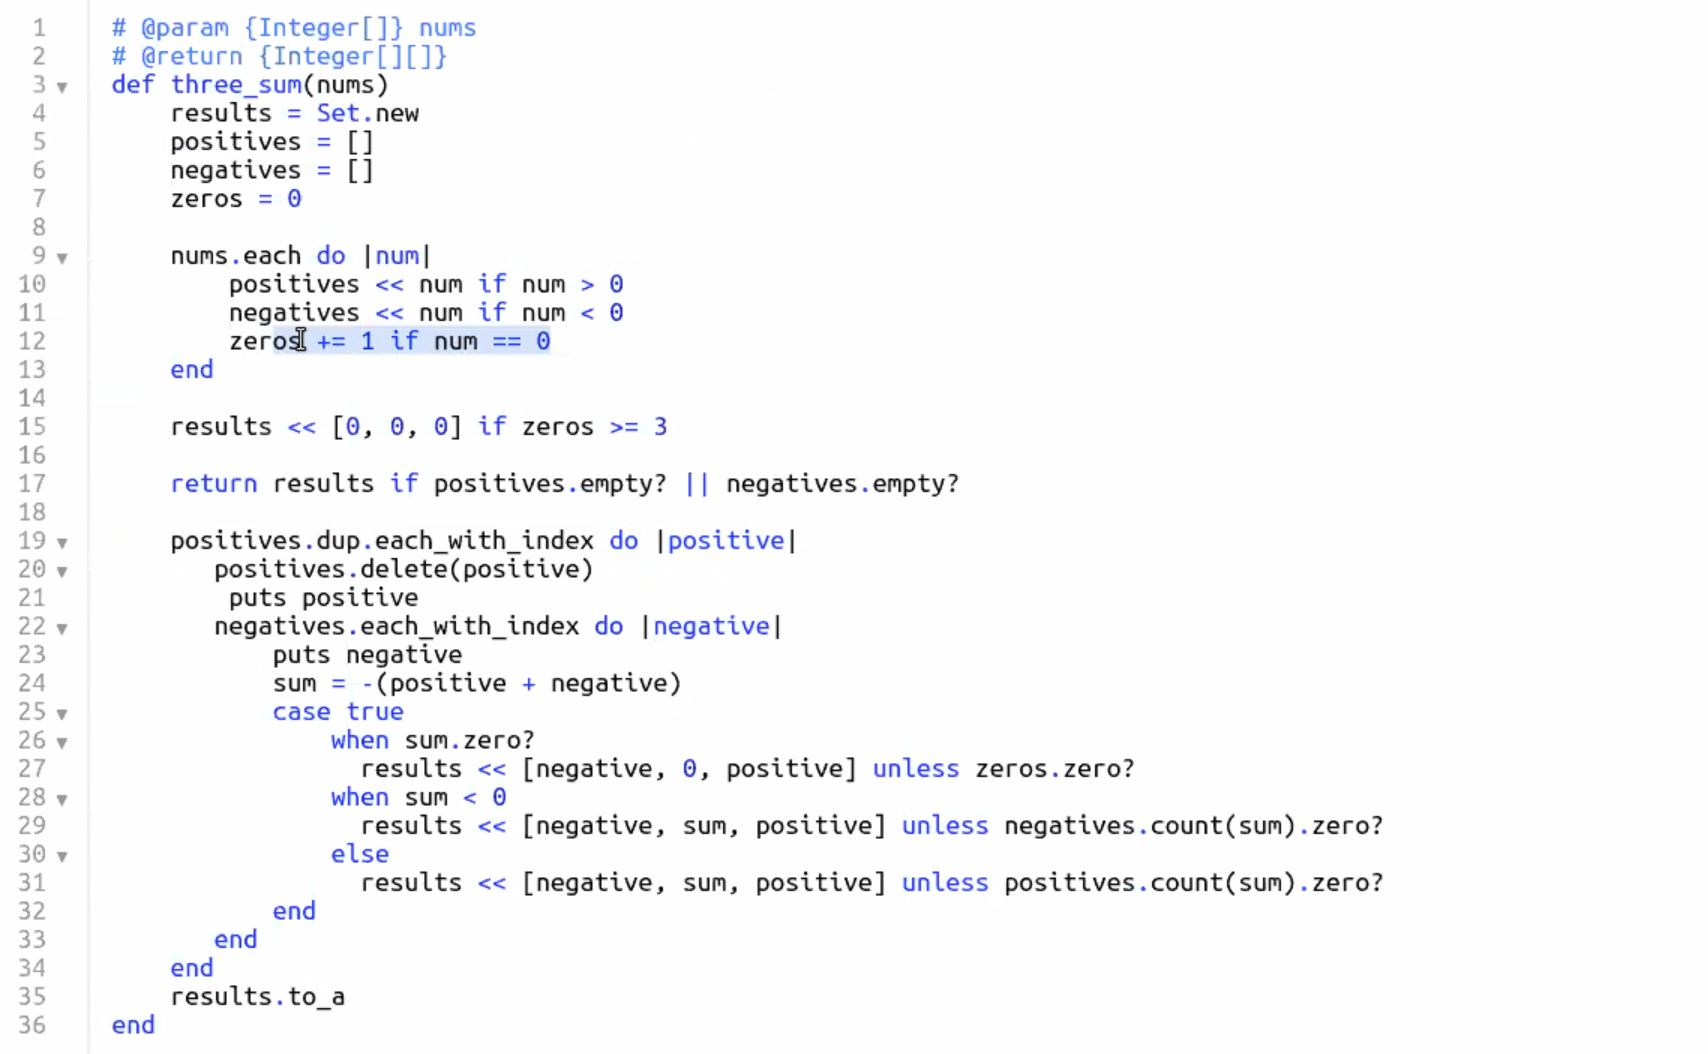 1 # @param {Integer[]} nums
2 # @return {Integer[][]}
3 def three_sum(nums)
4     results = Set.new
5     positives = []
6     negatives = []
7     zeros = 0
8
9     nums.each do |num|
10         positives << num if num > 0
11         negatives << num if num < 0
12         zeros += 1 if num == 0
13     end
14
15     results << [0, 0, 0] if zeros >= 3
16
17     return results if positives.empty? || negatives.empty?
18
19     positives.dup.each_with_index do |positive|
20        positives.delete(positive)
21         puts positive
22        negatives.each_with_index do |negative|
23            puts negative
24            sum = -(positive + negative)
25            case true
26                when sum.zero?
27                  results << [negative, 0, positive] unless zeros.zero?
28                when sum < 0
29                  results << [negative, sum, positive] unless negatives.count(sum).zero?
30                else
31                  results << [negative, sum, positive] unless positives.count(sum).zero?
32            end
33        end
34     end
35     results.to_a
36 end